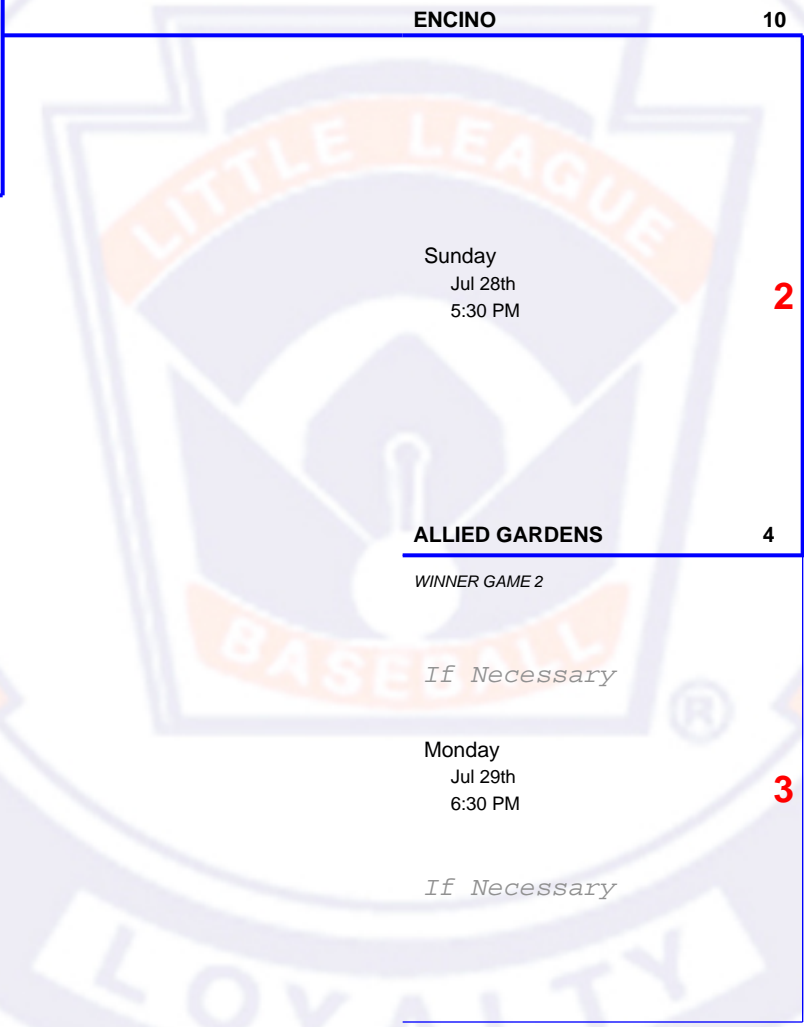 ENCINO 10
LITTLE LEAGUE
Sunday
Jul 28th
5:30 PM
2
ALLIED GARDENS 4
WINNER GAME 2
BASEBALL
If Necessary
®
Monday
Jul 29th
6:30 PM
3
If Necessary
LOYALTY